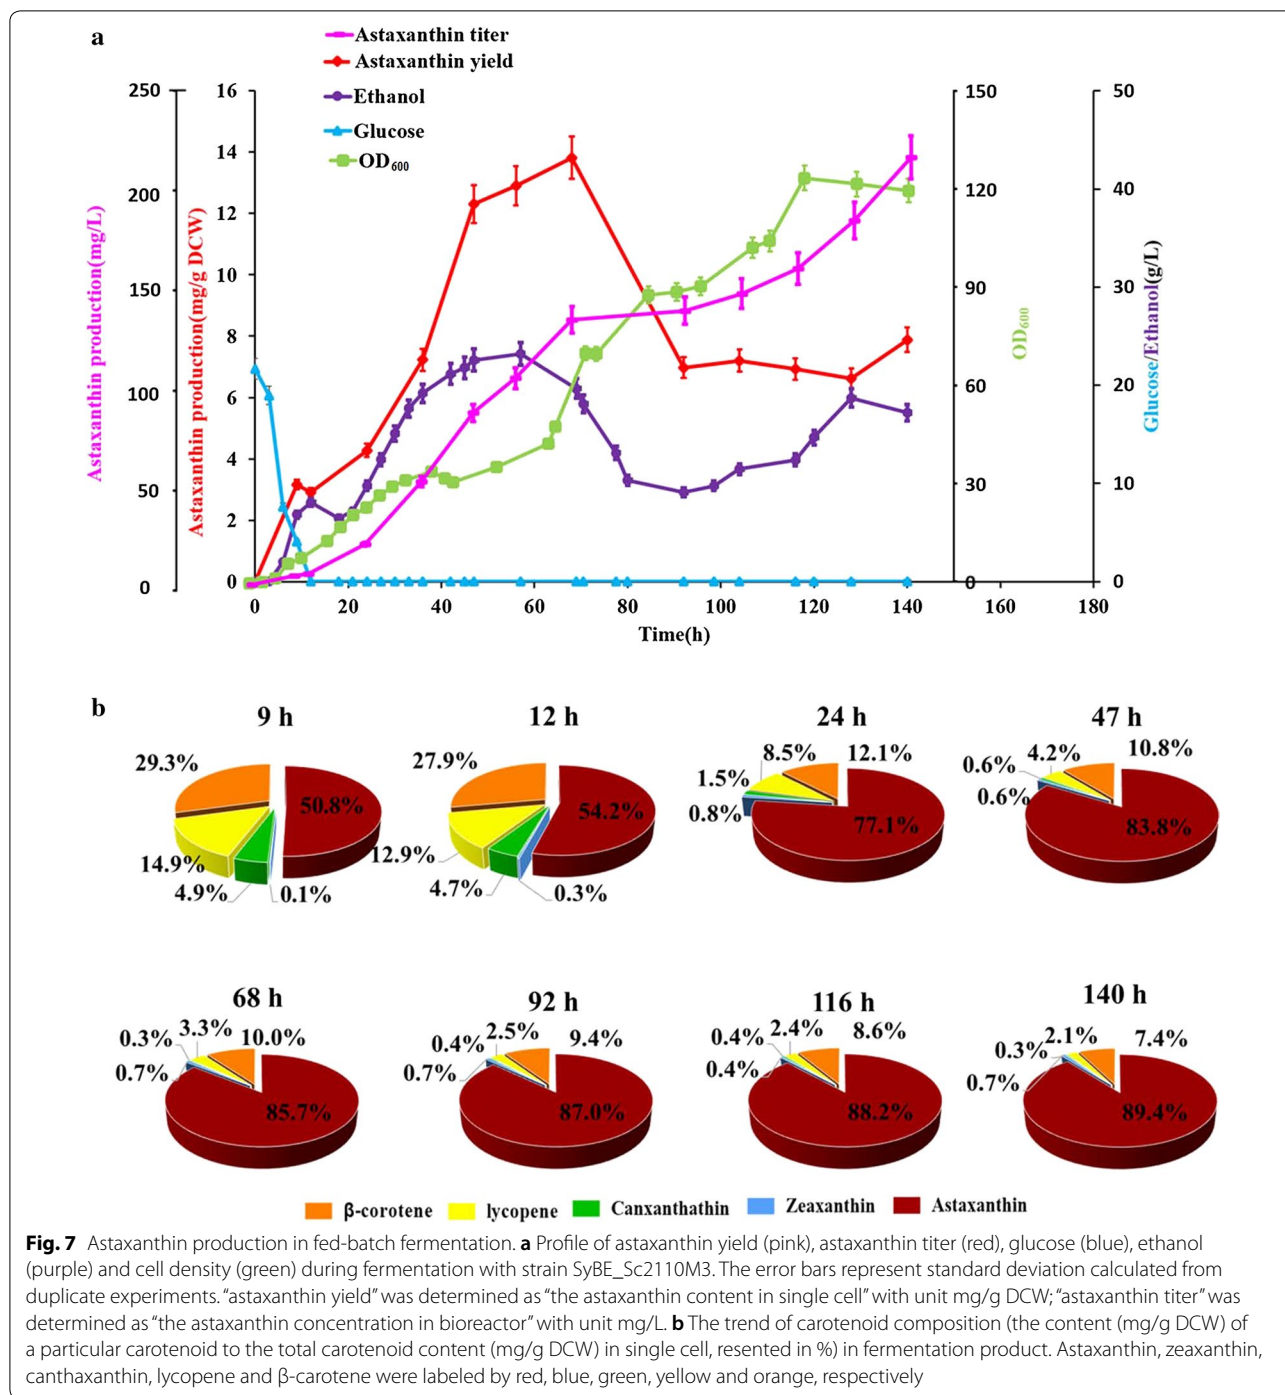 a
Astaxanthin titer
Astaxanthin yield
Ethanol
Glucose
OD600
250
200
150
100
50
0
Astaxanthin production(mg/L)
16
14
12
10
8
6
4
2
0
Astaxanthin production(mg/g DCW)
150
120
90
60
30
0
OD600
50
40
30
20
10
0
Glucose/Ethanol(g/L)
0 20 40 60 80 100 120 140 160 180
Time(h)
b
9 h
29.3%
50.8%
14.9%
4.9%
0.1%
12 h
27.9%
54.2%
12.9%
4.7%
0.3%
24 h
8.5%
12.1%
1.5%
0.8%
77.1%
47 h
4.2%
10.8%
0.6%
0.6%
83.8%
68 h
3.3%
10.0%
0.3%
0.7%
85.7%
92 h
2.5%
9.4%
0.4%
0.7%
87.0%
116 h
2.4%
8.6%
0.4%
0.4%
88.2%
140 h
2.1%
7.4%
0.3%
0.7%
89.4%
β-corotene lycopene Canxanthathin Zeaxanthin Astaxanthin
Fig. 7 Astaxanthin production in fed-batch fermentation. a Profile of astaxanthin yield (pink), astaxanthin titer (red), glucose (blue), ethanol
(purple) and cell density (green) during fermentation with strain SyBE_Sc2110M3. The error bars represent standard deviation calculated from
duplicate experiments. “astaxanthin yield” was determined as “the astaxanthin content in single cell” with unit mg/g DCW; “astaxanthin titer” was
determined as “the astaxanthin concentration in bioreactor” with unit mg/L. b The trend of carotenoid composition (the content (mg/g DCW) of
a particular carotenoid to the total carotenoid content (mg/g DCW) in single cell, resented in %) in fermentation product. Astaxanthin, zeaxanthin,
canthaxanthin, lycopene and β-carotene were labeled by red, blue, green, yellow and orange, respectively